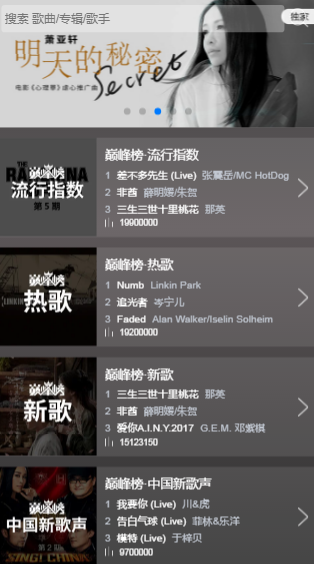 搜索 歌曲/专辑/歌手
独家
萧亚轩
明天的秘密
Secret
电影《心理罪》虐心推广曲
巅峰榜
流行指数
第 5 期
巅峰榜·流行指数
1 差不多先生 (Live) 张震岳/MC HotDog
2 非酋 薛明媛/朱贺
3 三生三世十里桃花 那英
19900000
巅峰榜
热歌
巅峰榜·热歌
1 Numb Linkin Park
2 追光者 岑宁儿
3 Faded Alan Walker/Iselin Solheim
19200000
巅峰榜
新歌
巅峰榜·新歌
1 三生三世十里桃花 那英
2 非酋 薛明媛/朱贺
3 爱你A.I.N.Y.2017 G.E.M. 邓紫棋
15123150
巅峰榜
中国新歌声
第 2 期
SING! CHINA
巅峰榜·中国新歌声
1 我要你 (Live) 川&虎
2 告白气球 (Live) 菲林&乐洋
3 模特 (Live) 于梓贝
9700000